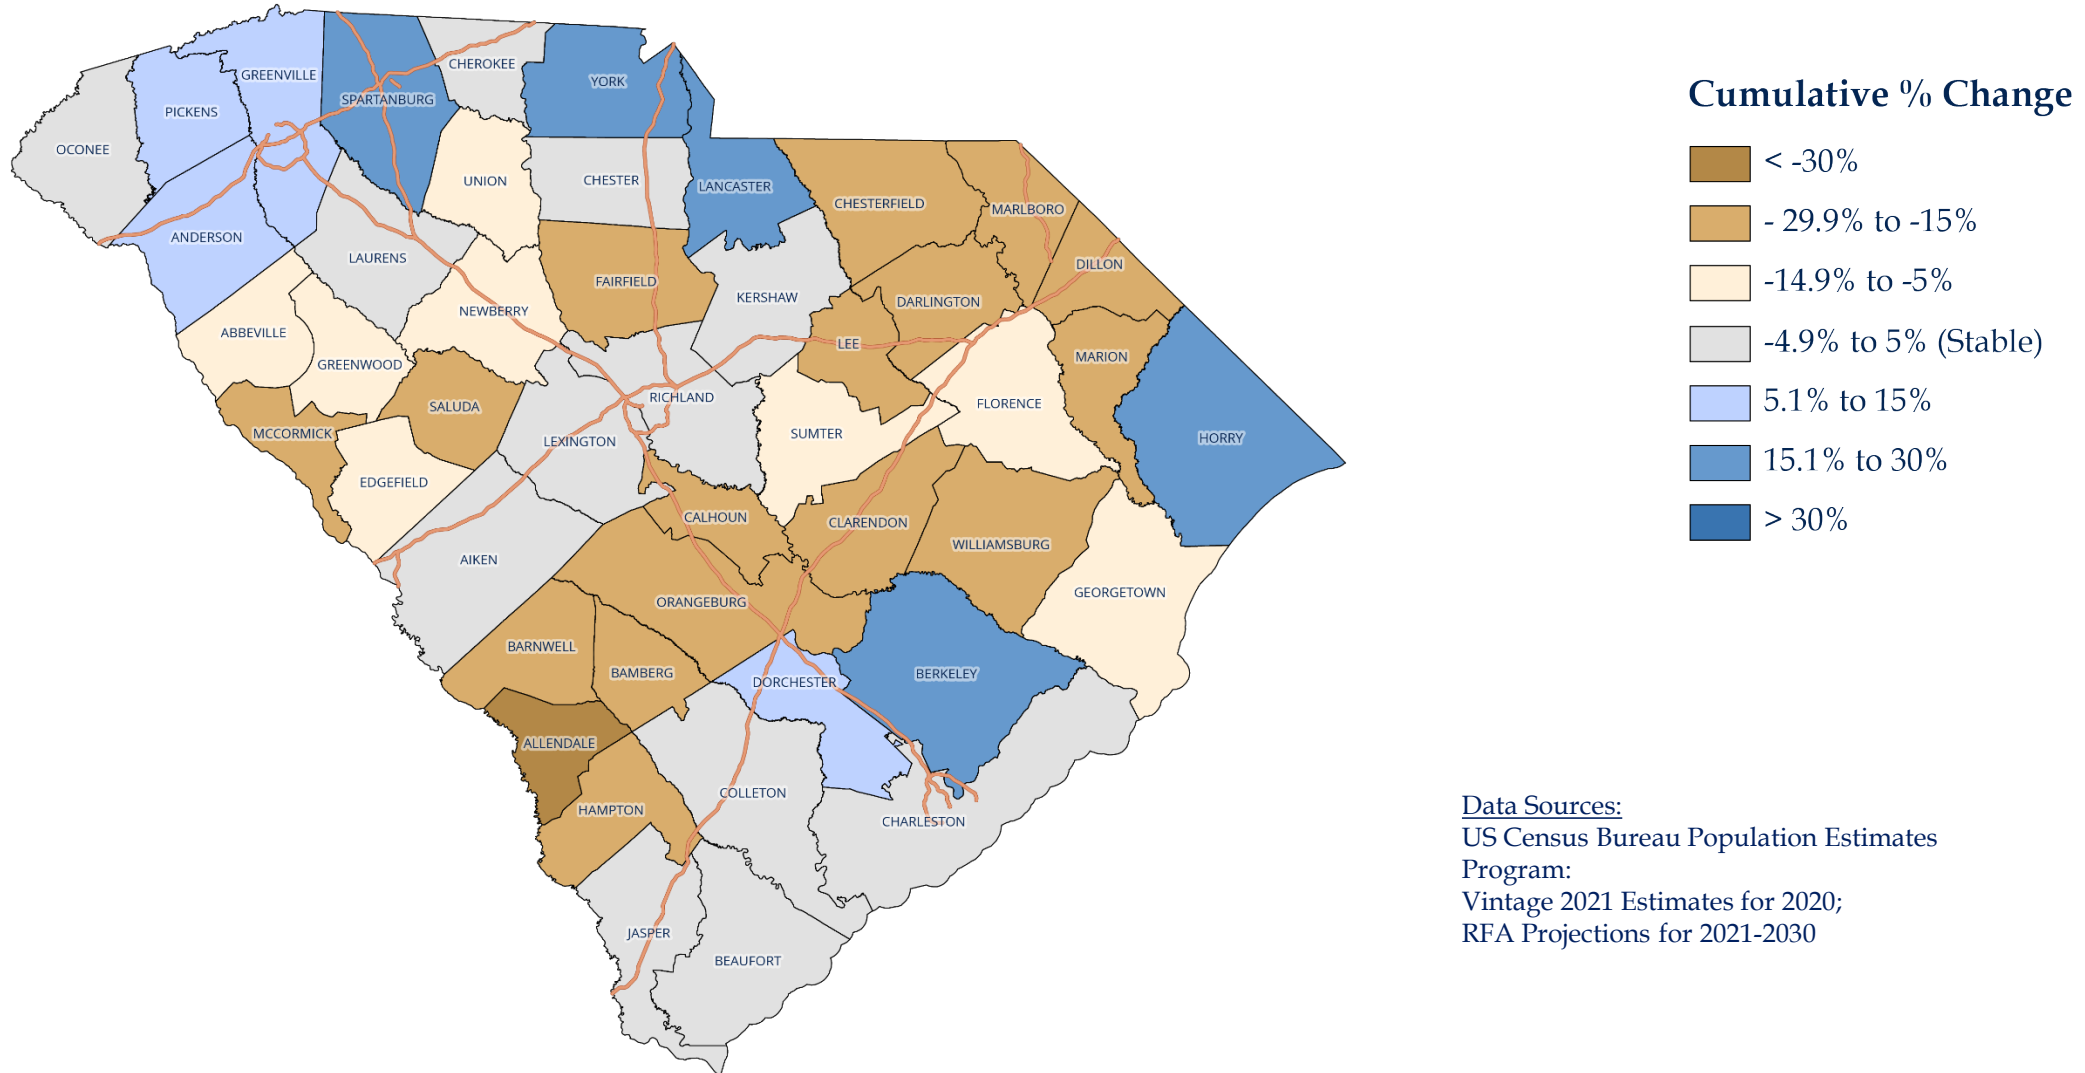 GREENVILLE
CHEROKEE
YORK
SPARTANBURG
PICKENS
OCONEE
UNION
CHESTER
LANCASTER
CHESTERFIELD
MARLBORO
ANDERSON
LAURENS
DILLON
FAIRFIELD
KERSHAW
DARLINGTON
NEWBERRY
ABBEVILLE
LEE
MARION
GREENWOOD
RICHLAND
SALUDA
FLORENCE
MCCORMICK
SUMTER
HORRY
LEXINGTON
EDGEFIELD
CALHOUN
CLARENDON
WILLIAMSBURG
AIKEN
GEORGETOWN
ORANGEBURG
BARNWELL
BAMBERG
BERKELEY
DORCHESTER
ALLENDALE
COLLETON
HAMPTON
CHARLESTON
JASPER
BEAUFORT
Cumulative % Change
< -30%
- 29.9% to -15%
-14.9% to -5%
-4.9% to 5% (Stable)
5.1% to 15%
15.1% to 30%
> 30%
Data Sources:
US Census Bureau Population Estimates
Program:
Vintage 2021 Estimates for 2020;
RFA Projections for 2021-2030